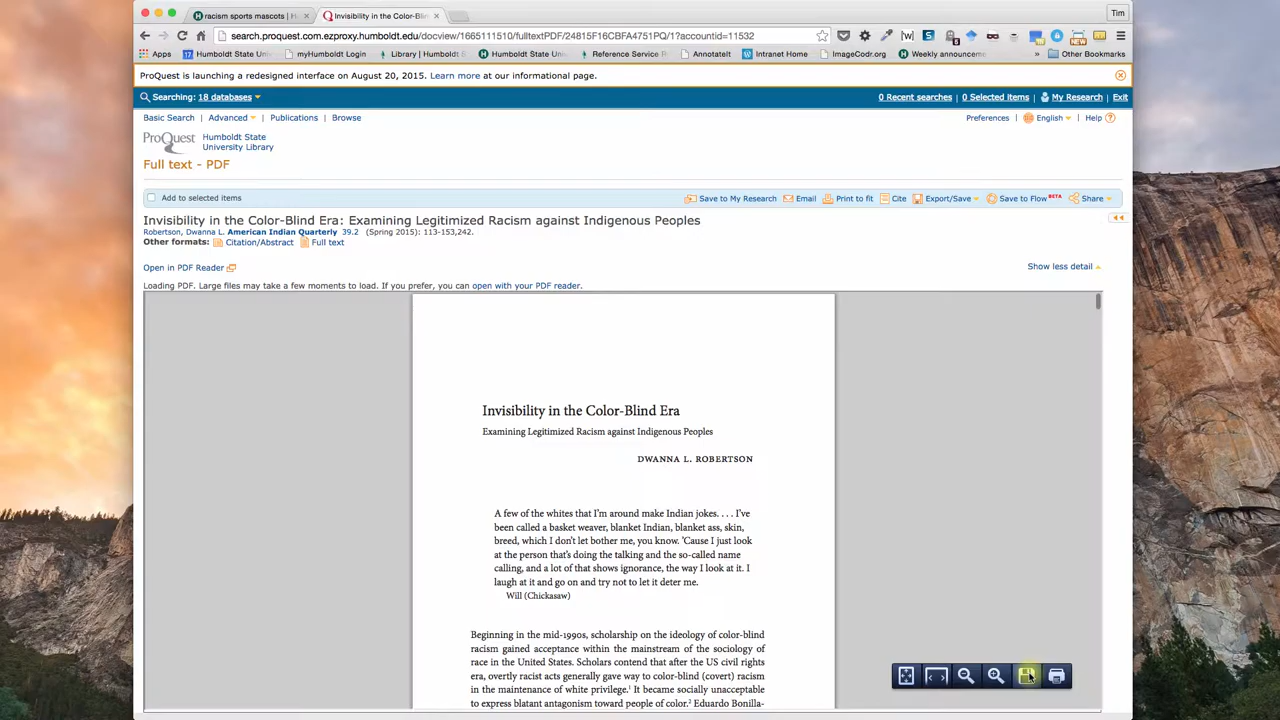 racism sports mascots | H
Invisibility in the Color-Blin
Tim
search.proquest.com.ezproxy.humboldt.edu/docview/1665111510/fulltextPDF/24815F16CBFA4751PQ/1?accountid=11532
Apps
Humboldt State Univ
myHumboldt Login
Library | Humboldt S
Humboldt State Univ
Reference Service R
AnnotateIt
Intranet Home
ImageCodr.org
Weekly announceme
» Other Bookmarks
ProQuest is launching a redesigned interface on August 20, 2015. Learn more at our informational page.
Searching: 18 databases
0 Recent searches | 0 Selected items | My Research | Exit
Basic Search | Advanced | Publications | Browse
Preferences | English | Help
ProQuest
Humboldt State
University Library
Full text - PDF
Add to selected items
Save to My Research
Email
Print to fit
Cite
Export/Save
Save to Flow BETA
Share
Invisibility in the Color-Blind Era: Examining Legitimized Racism against Indigenous Peoples
Robertson, Dwanna L. American Indian Quarterly 39.2 (Spring 2015): 113-153,242.
Other formats: Citation/Abstract Full text
Open in PDF Reader
Show less detail
Loading PDF. Large files may take a few moments to load. If you prefer, you can open with your PDF reader.
Invisibility in the Color-Blind Era
Examining Legitimized Racism against Indigenous Peoples
DWANNA L. ROBERTSON
A few of the whites that I'm around make Indian jokes. . . . I've
been called a basket weaver, blanket Indian, blanket ass, skin,
breed, which I don't let bother me, you know. 'Cause I just look
at the person that's doing the talking and the so-called name
calling, and a lot of that shows ignorance, the way I look at it. I
laugh at it and go on and try not to let it deter me.
Will (Chickasaw)
Beginning in the mid-1990s, scholarship on the ideology of color-blind
racism gained acceptance within the mainstream of the sociology of
race in the United States. Scholars contend that after the US civil rights
era, overtly racist acts generally gave way to color-blind (covert) racism
in the maintenance of white privilege.¹ It became socially unacceptable
to express blatant antagonism toward people of color.² Eduardo Bonilla-